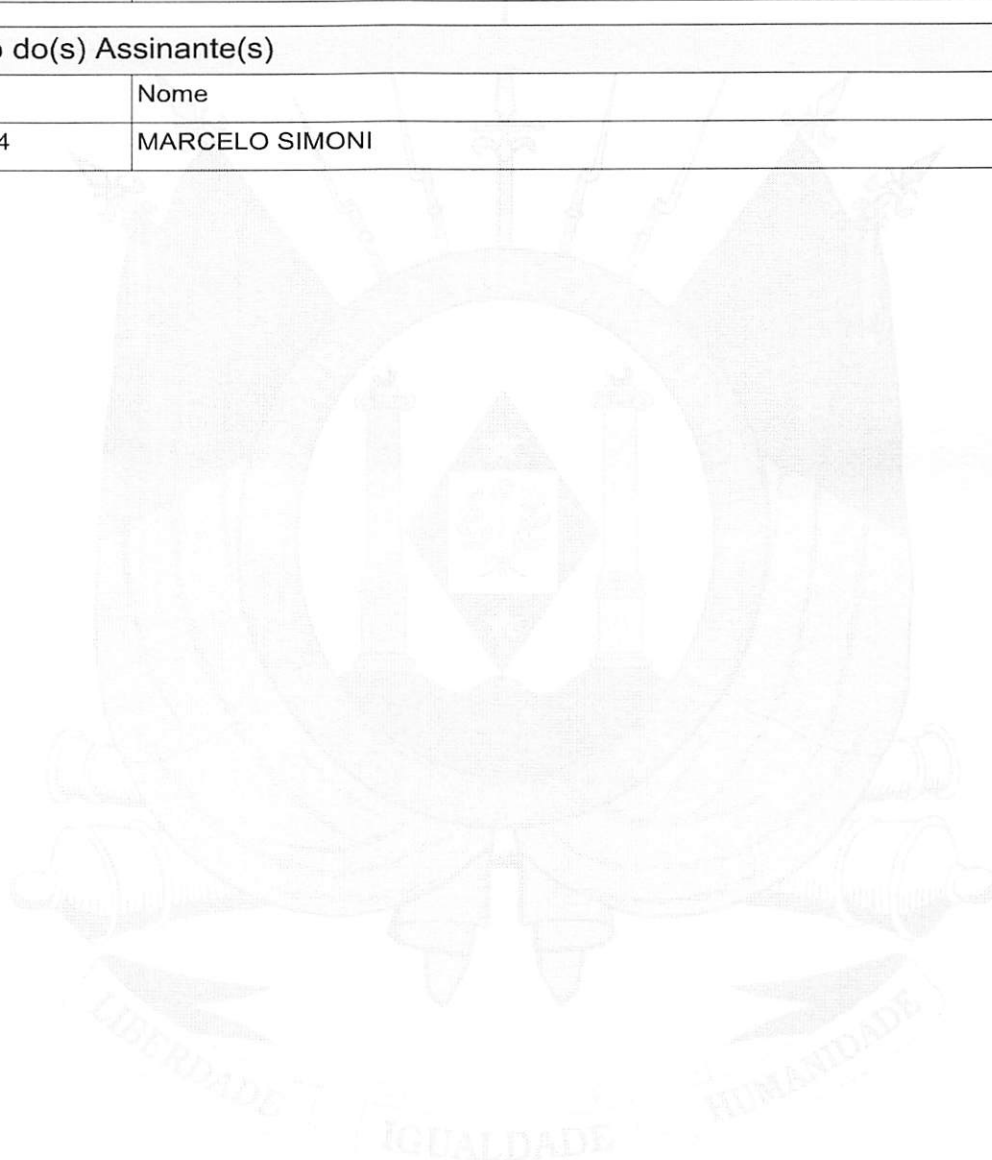 do(s) Assinante(s)
Nome
4 MARCELO SIMONI
LIBERDADE
IGUALDADE
HUMANIDADE